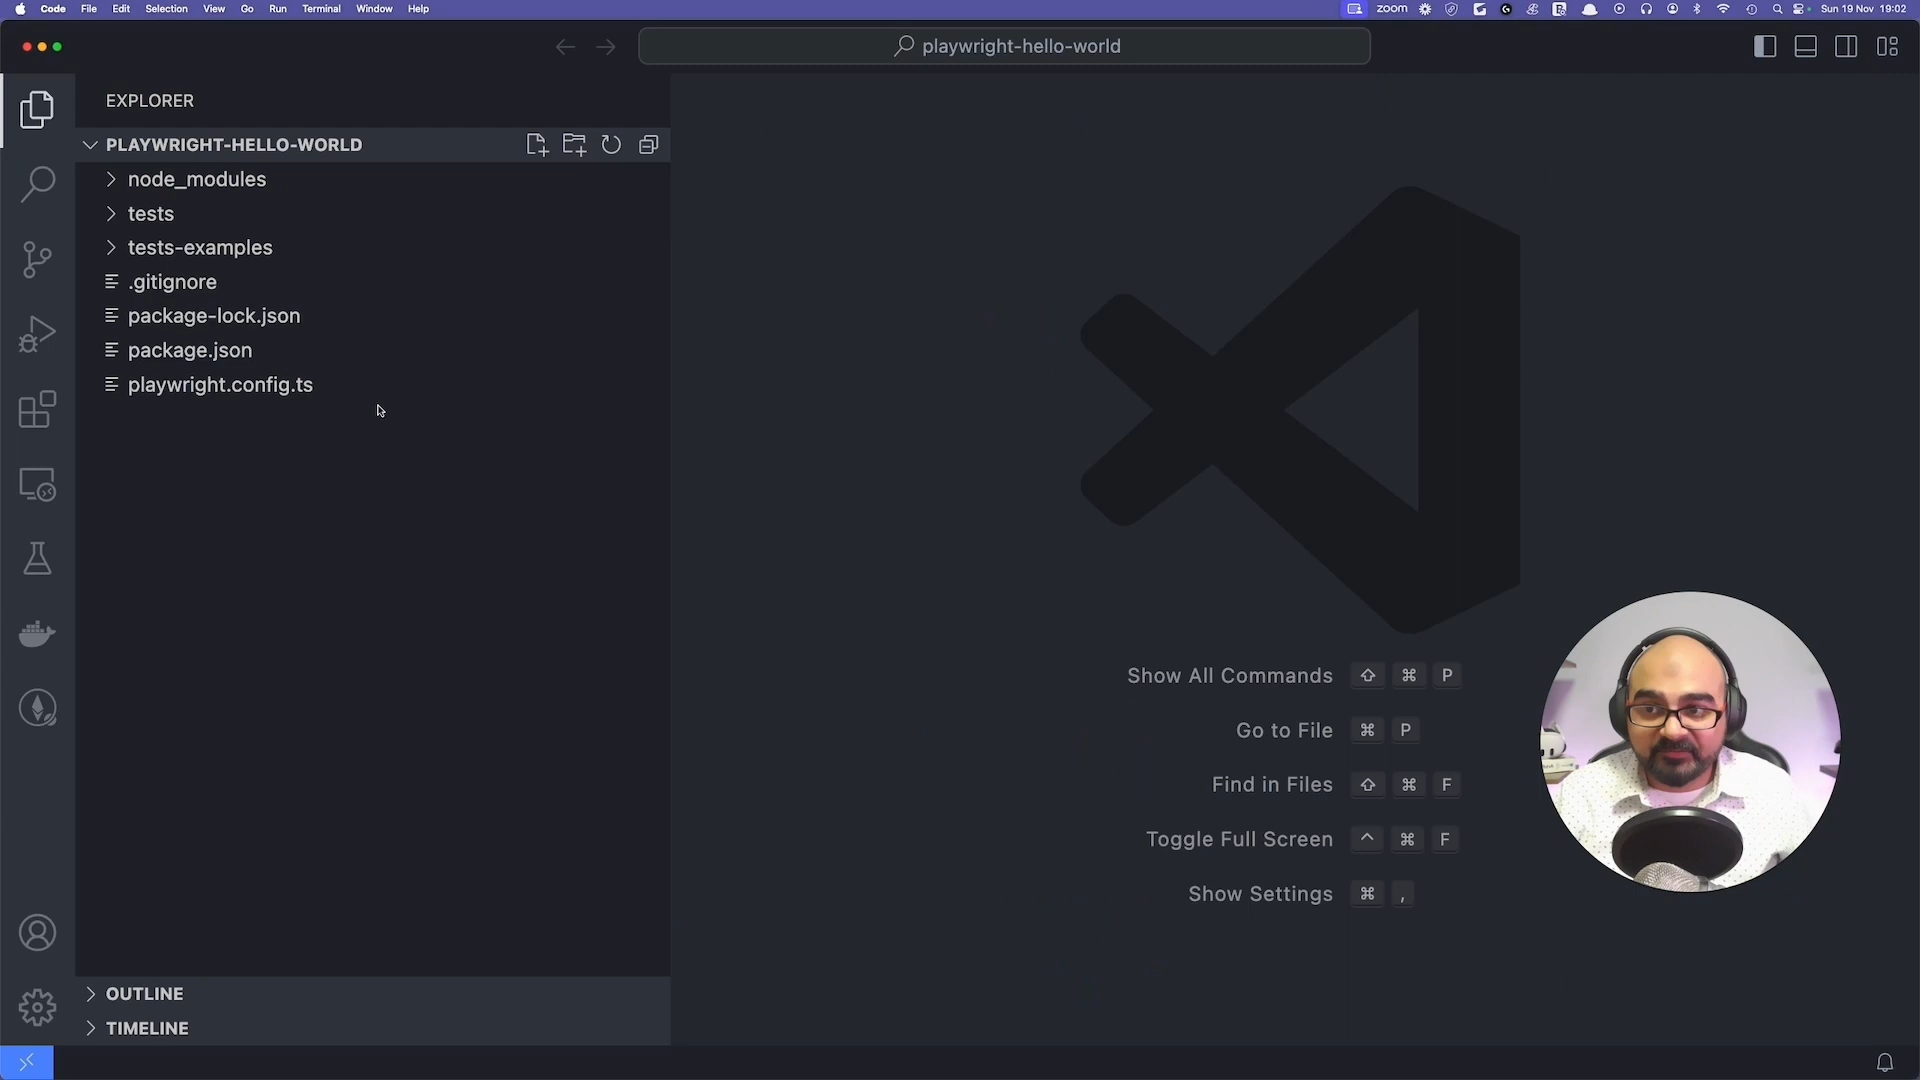 Code File Edit Selection View Go Run Terminal Window Help
zoom Sun 19 Nov 19:02
playwright-hello-world
EXPLORER
PLAYWRIGHT-HELLO-WORLD
node_modules
tests
tests-examples
.gitignore
package-lock.json
package.json
playwright.config.ts
Show All Commands ⇧ ⌘ P
Go to File ⌘ P
Find in Files ⇧ ⌘ F
Toggle Full Screen ^ ⌘ F
Show Settings ⌘ ,
OUTLINE
TIMELINE